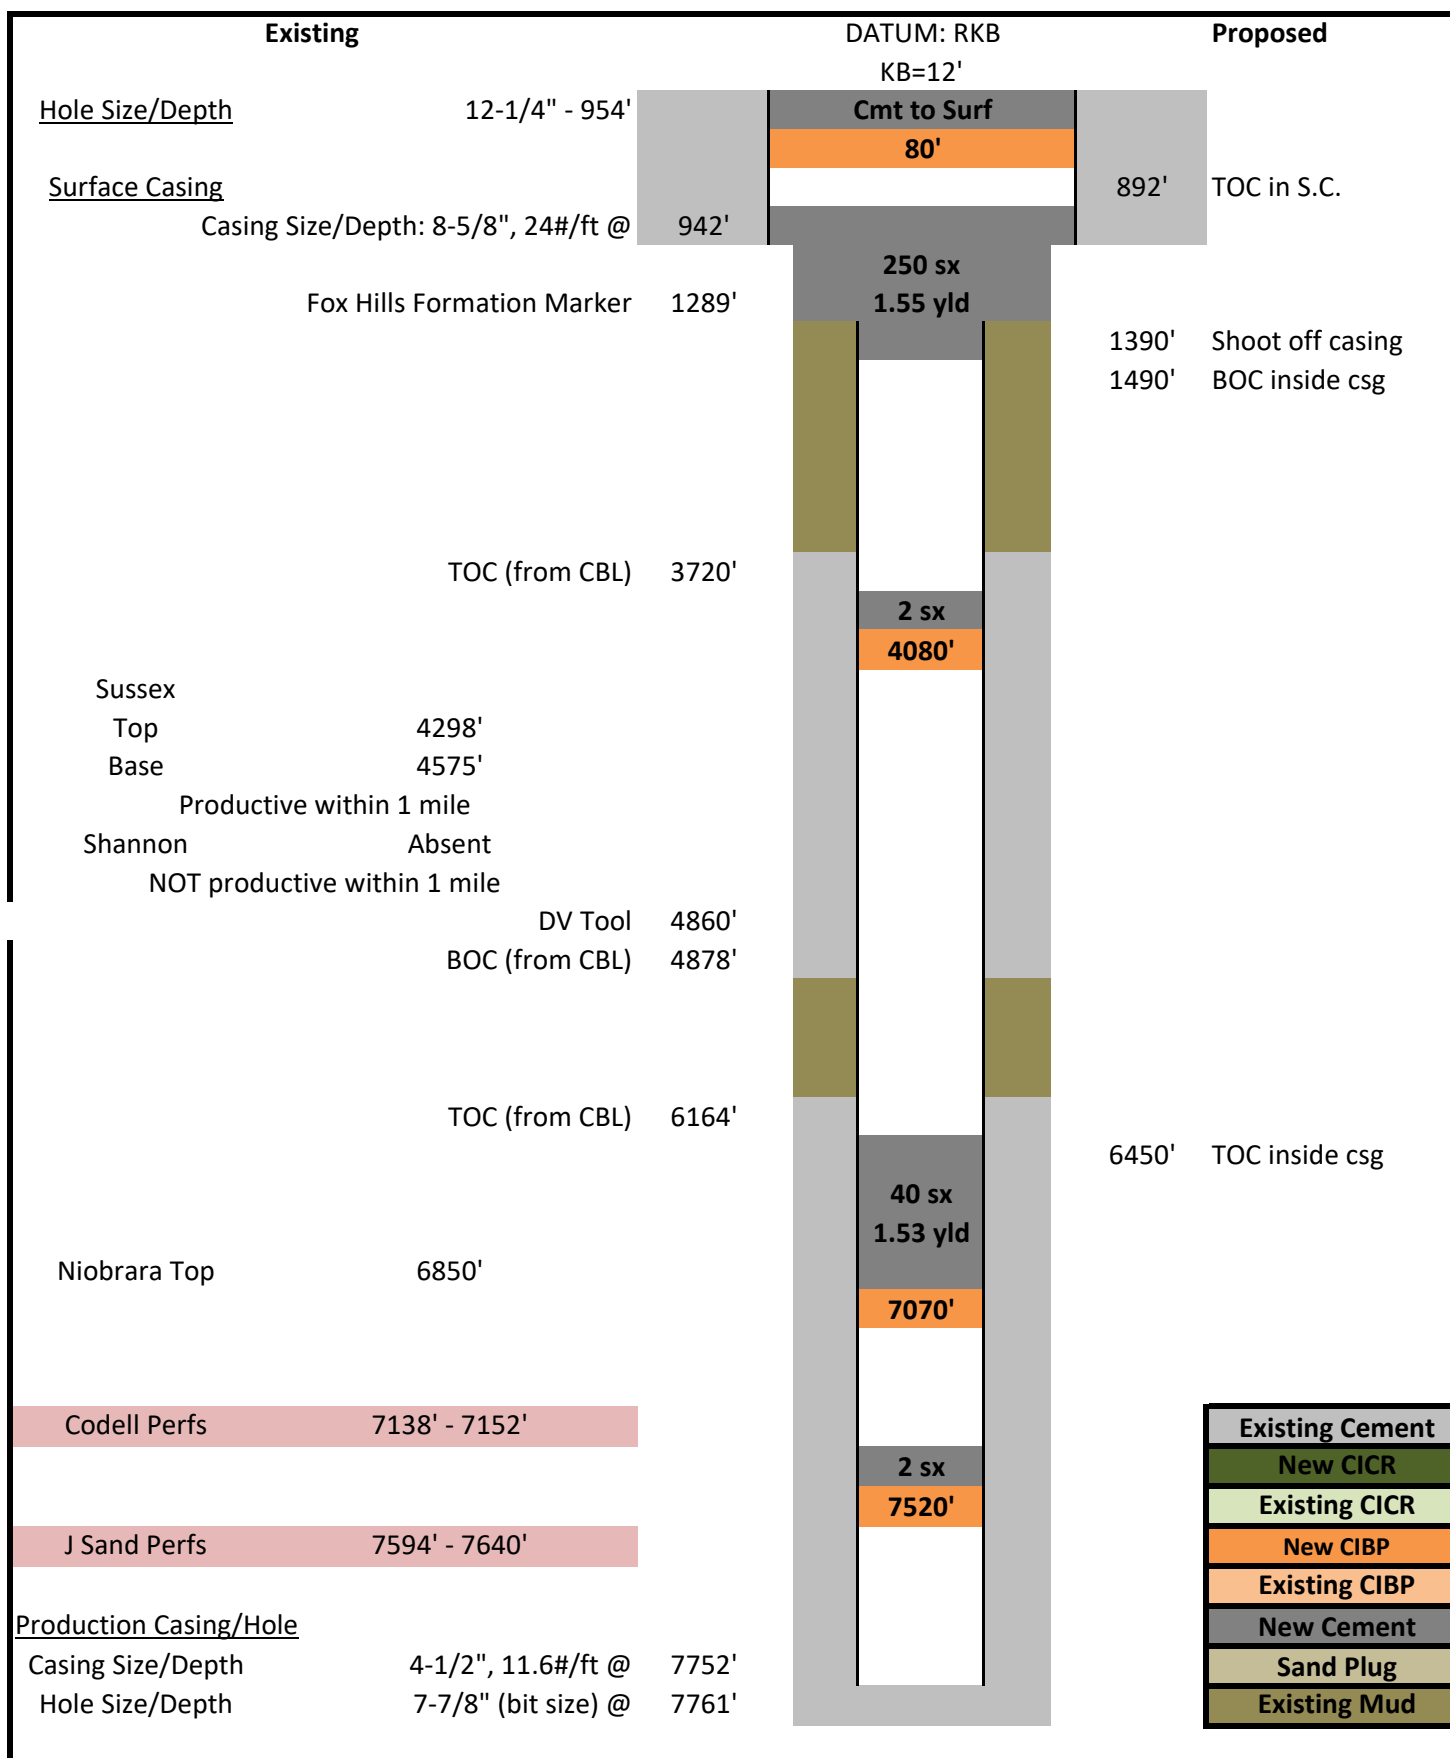 Existing DATUM: RKB Proposed
KB=12'
Hole Size/Depth 12-1/4" - 954' Cmt to Surf
80'
Surface Casing 892' TOC in S.C.
Casing Size/Depth: 8-5/8", 24#/ft @ 942'
250 sx
Fox Hills Formation Marker 1289' 1.55 yld
1390' Shoot off casing
1490' BOC inside csg
TOC (from CBL) 3720'
2 sx
4080'
Sussex
Top 4298'
Base 4575'
Productive within 1 mile
Shannon Absent
NOT productive within 1 mile
DV Tool 4860'
BOC (from CBL) 4878'
TOC (from CBL) 6164'
6450' TOC inside csg
40 sx
1.53 yld
Niobrara Top 6850'
7070'
Codell Perfs 7138' - 7152' Existing Cement
2 sx New CICR
7520' Existing CICR
J Sand Perfs 7594' - 7640' New CIBP
Existing CIBP
Production Casing/Hole New Cement
Casing Size/Depth 4-1/2", 11.6#/ft @ 7752' Sand Plug
Hole Size/Depth 7-7/8" (bit size) @ 7761' Existing Mud